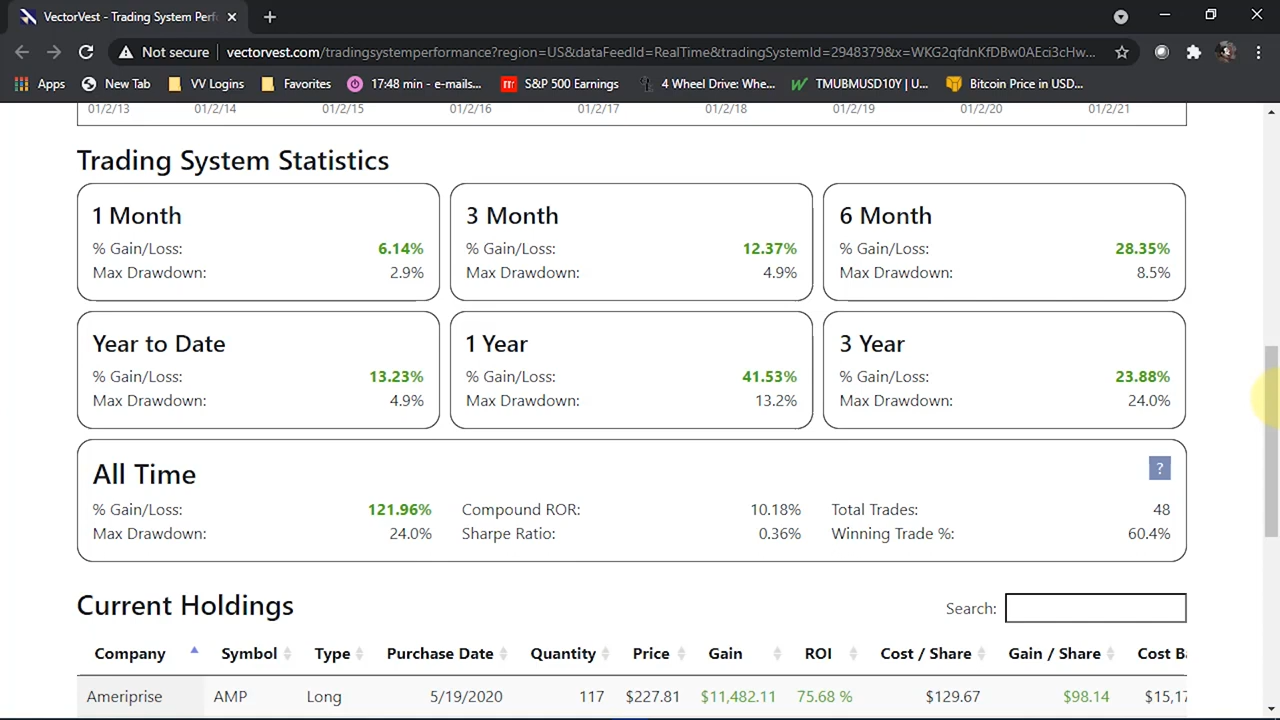 VectorVest - Trading System Perf
Not secure vectorvest.com/tradingsystemperformance?region=US&dataFeedId=RealTime&tradingSystemId=2948379&x=WKG2qfdnKfDBw0AEci3cHw...
Apps New Tab VV Logins Favorites 17:48 min - e-mails... S&P 500 Earnings 4 Wheel Drive: Whe... TMUBMUSD10Y | U... Bitcoin Price in USD...
01/2/13 01/2/14 01/2/15 01/2/16 01/2/17 01/2/18 01/2/19 01/2/20 01/2/21
Trading System Statistics
1 Month 3 Month 6 Month
% Gain/Loss: 6.14% % Gain/Loss: 12.37% % Gain/Loss: 28.35%
Max Drawdown: 2.9% Max Drawdown: 4.9% Max Drawdown: 8.5%
Year to Date 1 Year 3 Year
% Gain/Loss: 13.23% % Gain/Loss: 41.53% % Gain/Loss: 23.88%
Max Drawdown: 4.9% Max Drawdown: 13.2% Max Drawdown: 24.0%
All Time ?
% Gain/Loss: 121.96% Compound ROR: 10.18% Total Trades: 48
Max Drawdown: 24.0% Sharpe Ratio: 0.36% Winning Trade %: 60.4%
Current Holdings Search:
Company Symbol Type Purchase Date Quantity Price Gain ROI Cost / Share Gain / Share Cost Ba
Ameriprise AMP Long 5/19/2020 117 $227.81 $11,482.11 75.68 % $129.67 $98.14 $15,17